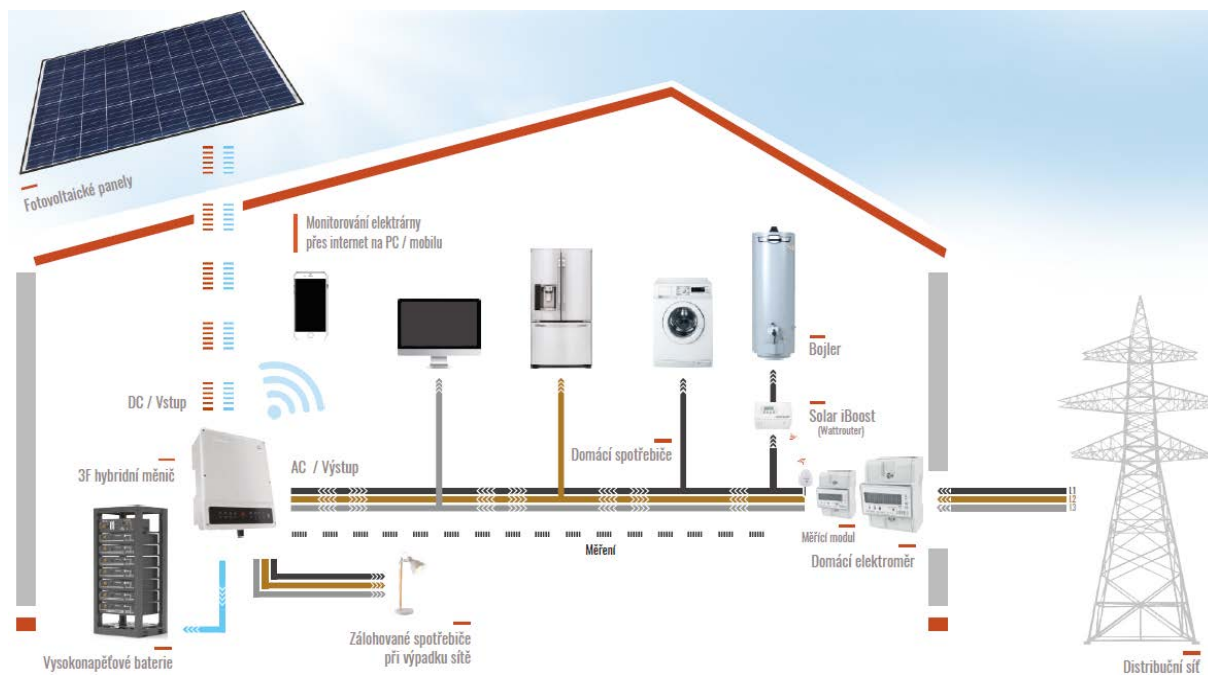 Fotovoltaické panely
Monitorování elektrárny
přes internet na PC / mobilu
Bojler
DC / Vstup
Solar iBoost
(Wattrouter)
Domácí spotřebiče
3F hybridní měnič
AC / Výstup
L1
L2
L3
Měření
Měřící modul
Domácí elektroměr
Zálohované spotřebiče
při výpadku sítě
Vysokonapěťové baterie
Distribuční síť